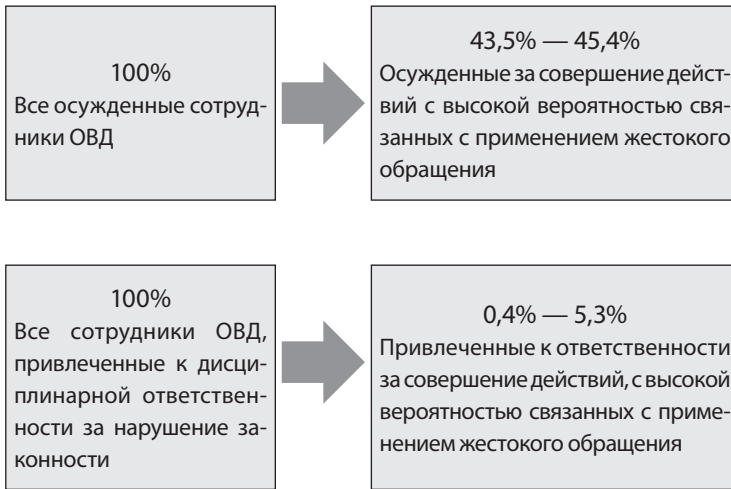 100%
Все осужденные сотруд-
ники ОВД
43,5% — 45,4%
Осужденные за совершение дейст-
вий с высокой вероятностью свя-
занных с применением жестокого
обращения
100%
Все сотрудники ОВД,
привлеченные к дисци-
плинарной ответствен-
ности за нарушение за-
конности
0,4% — 5,3%
Привлеченные к ответственности
за совершение действий, с высокой
вероятностью связанных с приме-
нением жестокого обращения